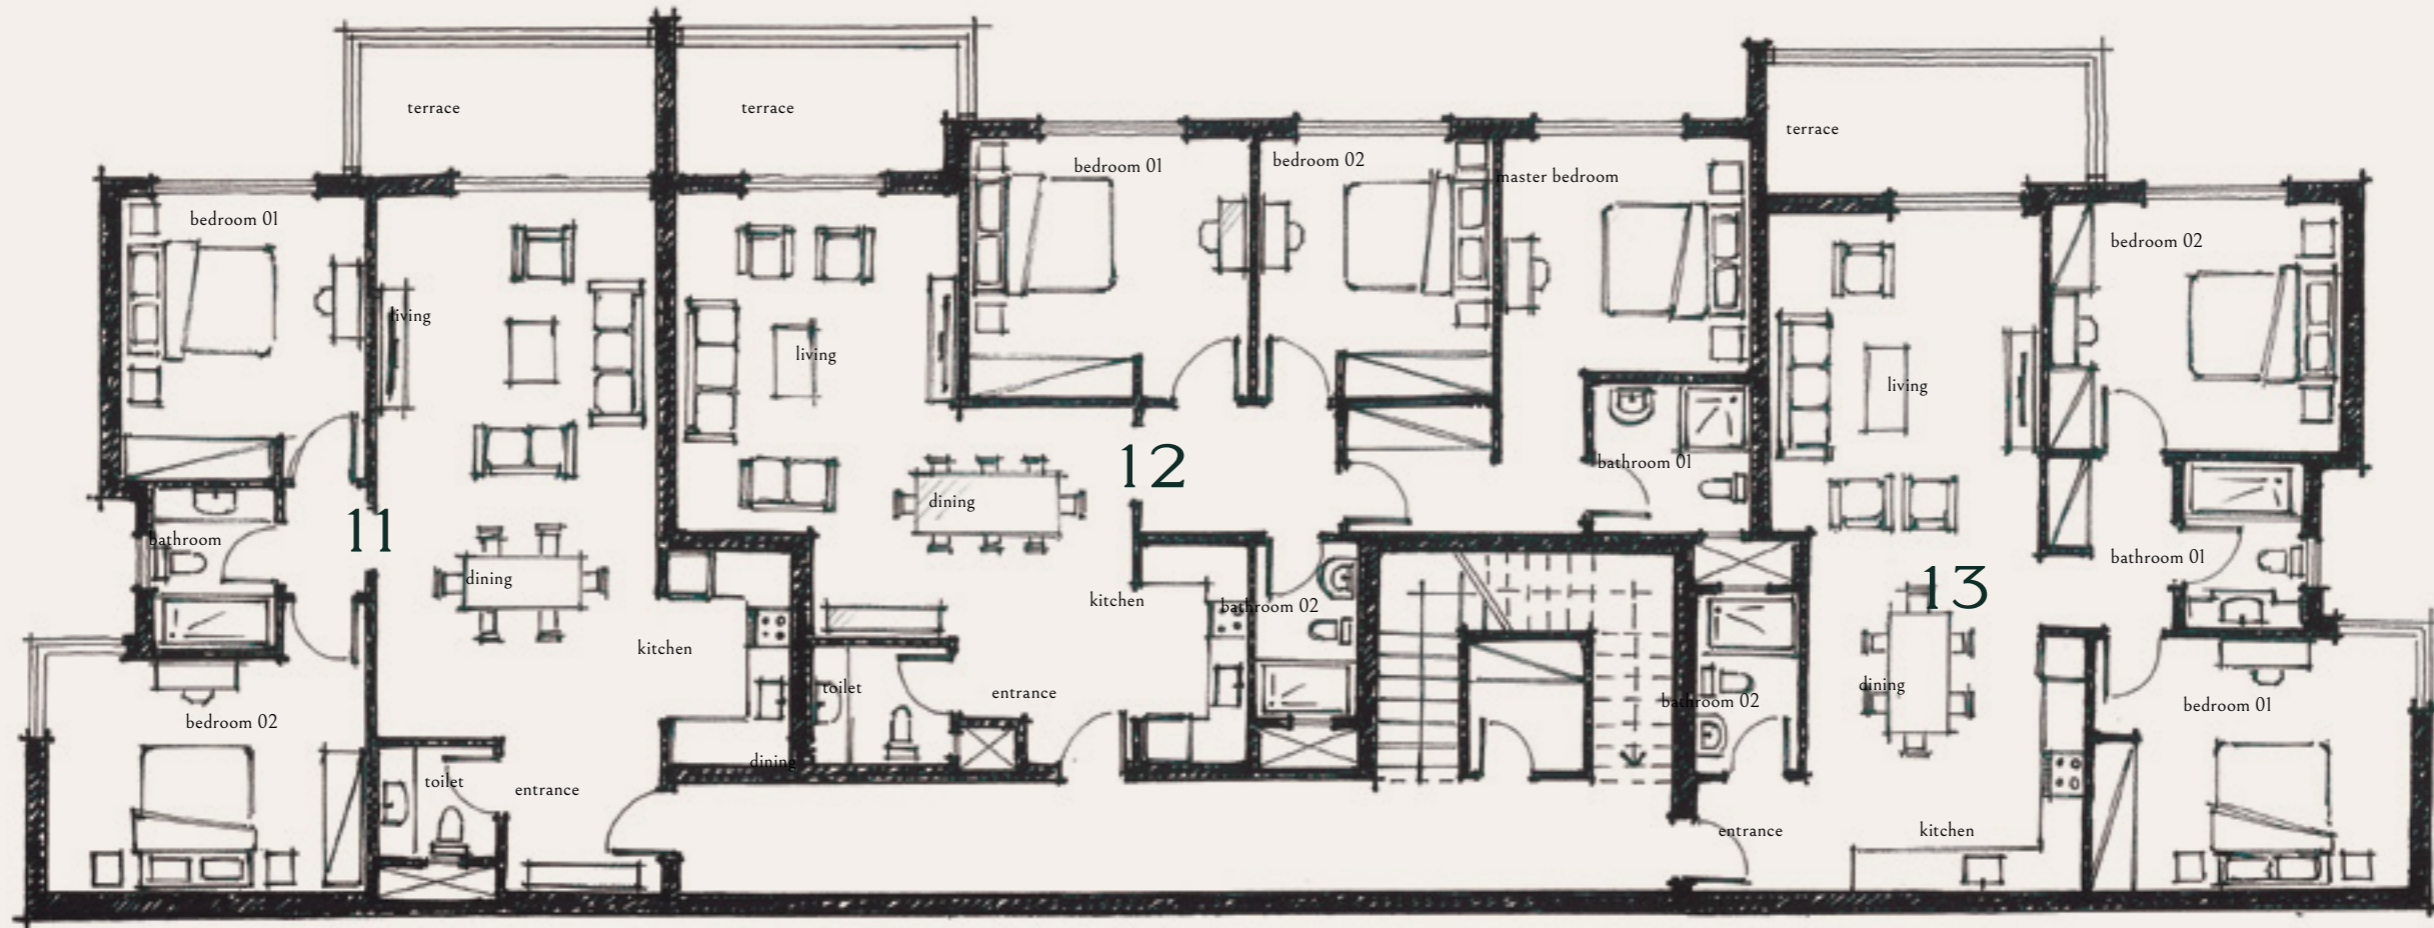 terrace
terrace
terrace
bedroom 01
living
bathroom
11
dining
kitchen
bedroom 02
toilet
entrance
dining
living
bedroom 01
bedroom 02
master bedroom
12
dining
bathroom 01
kitchen
bathroom 02
toilet
entrance
living
bedroom 02
bathroom 01
13
dining
bathroom 02
bedroom 01
entrance
kitchen